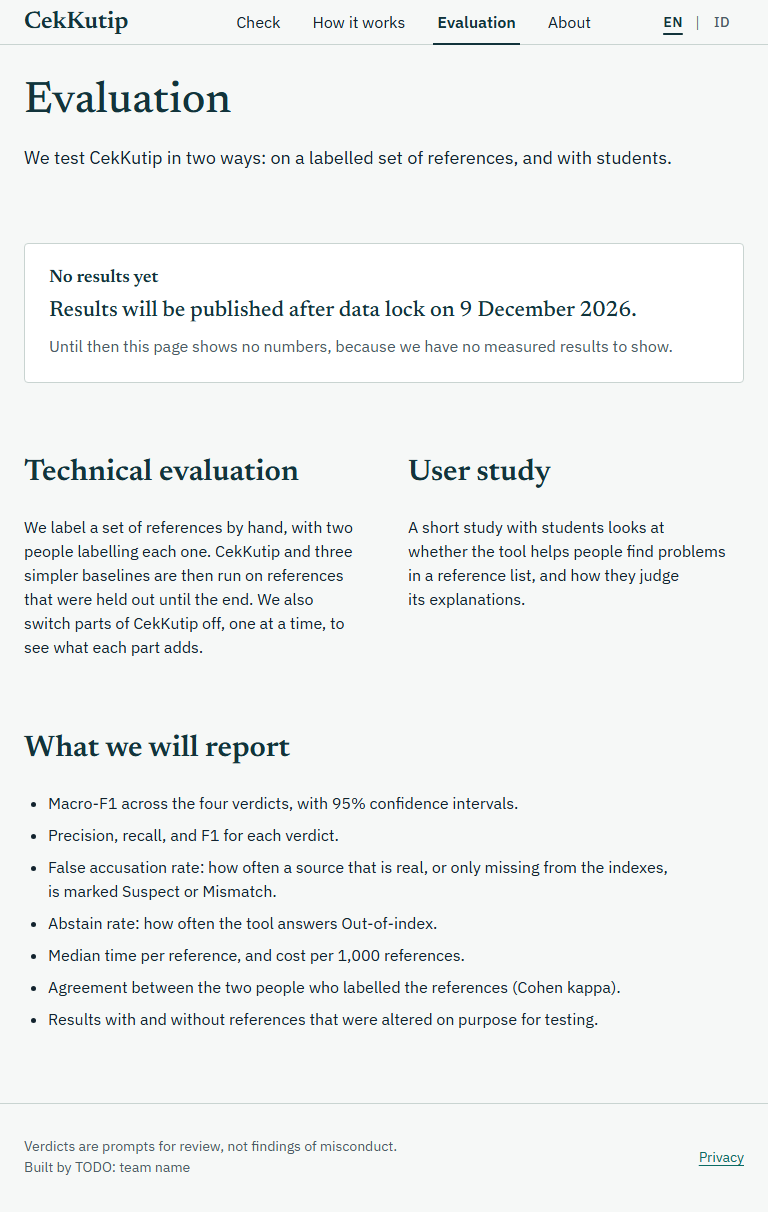 CekKutip
Check
How it works
Evaluation
About
EN | ID
Evaluation
We test CekKutip in two ways: on a labelled set of references, and with students.
No results yet
Results will be published after data lock on 9 December 2026.
Until then this page shows no numbers, because we have no measured results to show.
Technical evaluation
We label a set of references by hand, with two
people labelling each one. CekKutip and three
simpler baselines are then run on references
that were held out until the end. We also
switch parts of CekKutip off, one at a time, to
see what each part adds.
User study
A short study with students looks at
whether the tool helps people find problems
in a reference list, and how they judge
its explanations.
What we will report
• Macro-F1 across the four verdicts, with 95% confidence intervals.
• Precision, recall, and F1 for each verdict.
• False accusation rate: how often a source that is real, or only missing from the indexes,
is marked Suspect or Mismatch.
• Abstain rate: how often the tool answers Out-of-index.
• Median time per reference, and cost per 1,000 references.
• Agreement between the two people who labelled the references (Cohen kappa).
• Results with and without references that were altered on purpose for testing.
Verdicts are prompts for review, not findings of misconduct.
Built by TODO: team name
Privacy